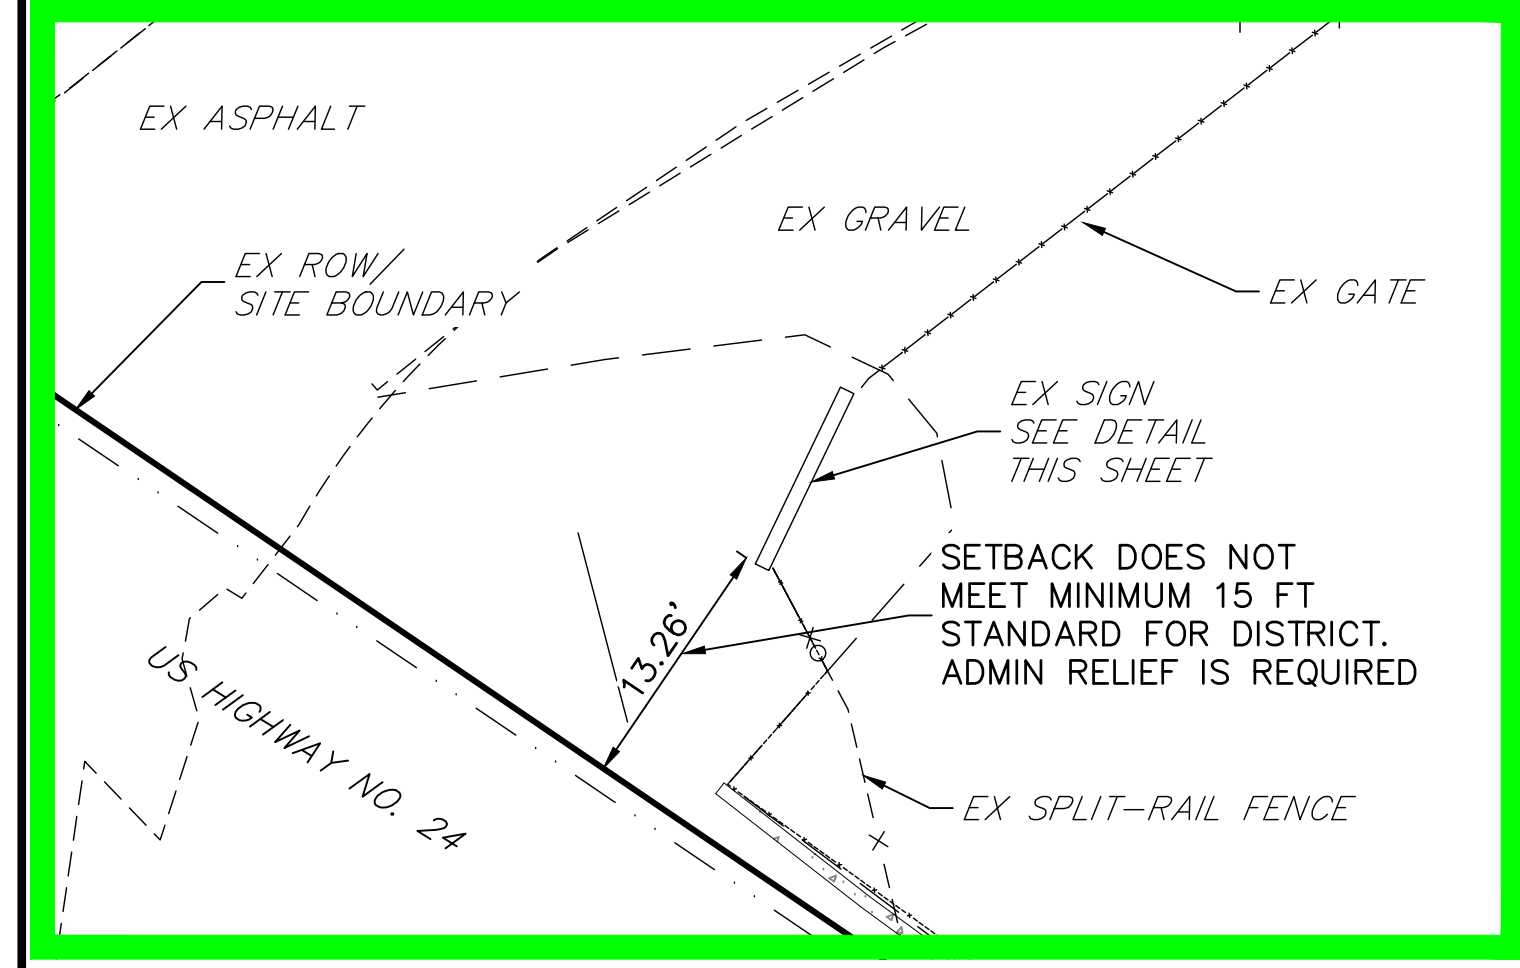 EX ASPHALT
EX GRAVEL
EX ROW/
SITE BOUNDARY
EX GATE
EX SIGN
SEE DETAIL
THIS SHEET
SETBACK DOES NOT
MEET MINIMUM 15 FT
STANDARD FOR DISTRICT.
ADMIN RELIEF IS REQUIRED
13.26'
US HIGHWAY NO. 24
EX SPLIT-RAIL FENCE